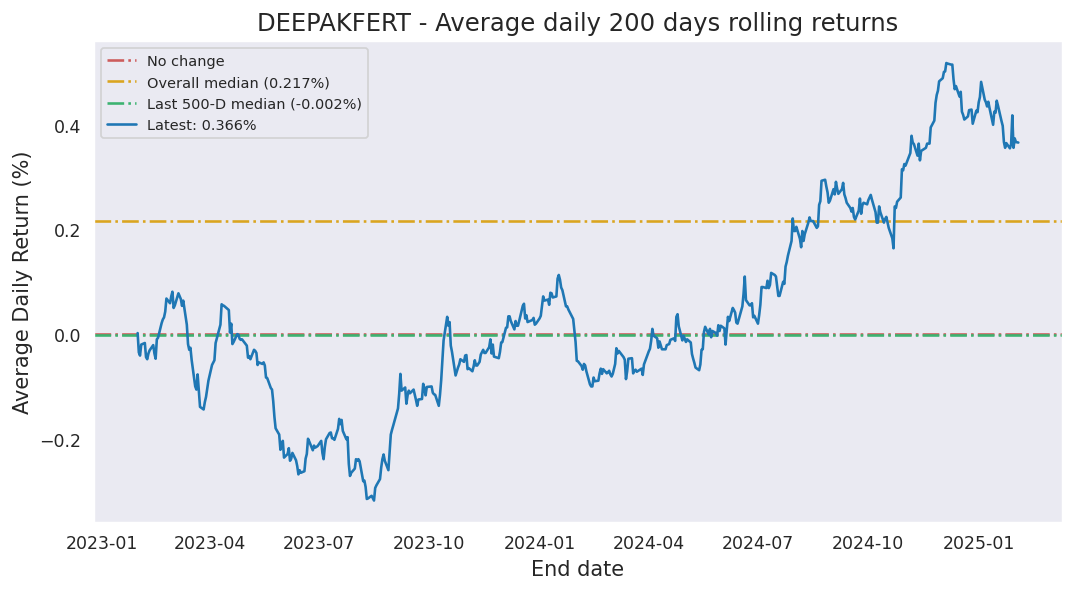 DEEPAKFERT - Average daily 200 days rolling returns
No change
Overall median (0.217%)
Last 500-D median (-0.002%)
Latest: 0.366%
Average Daily Return (%)
0.4
0.2
0.0
−0.2
2023-01 2023-04 2023-07 2023-10 2024-01 2024-04 2024-07 2024-10 2025-01
End date